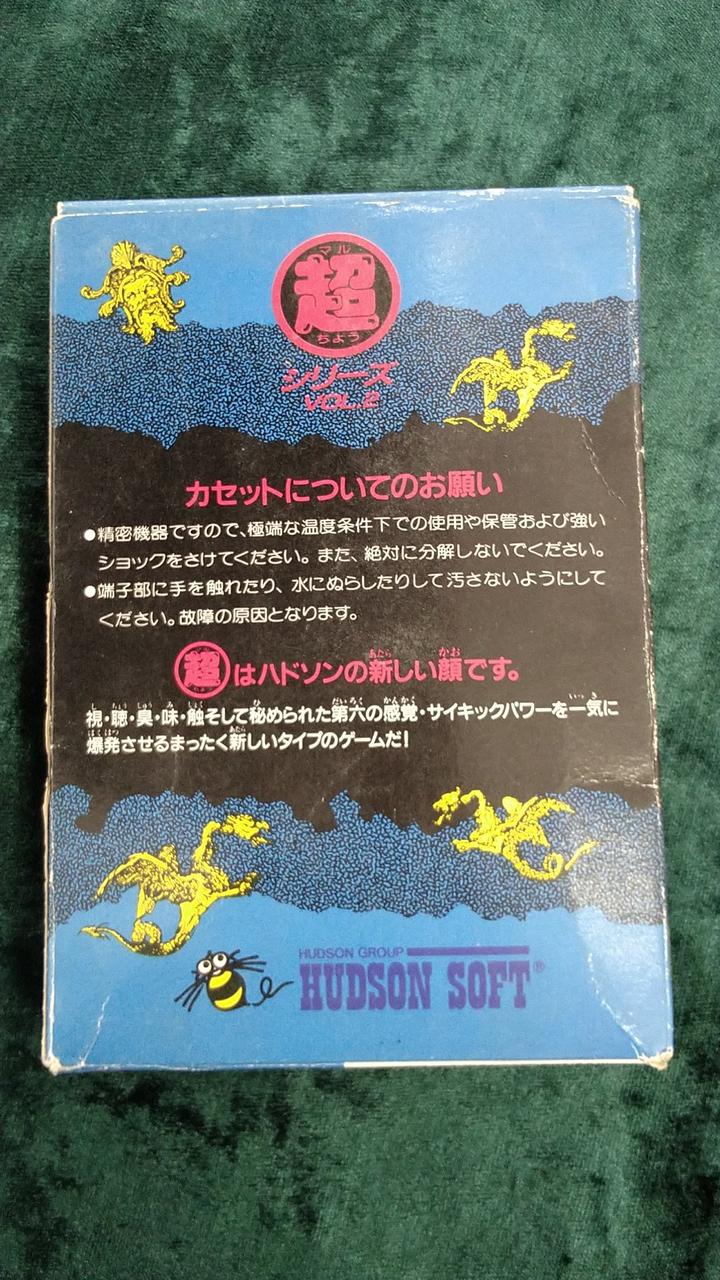 マル
超
ちょう
シリーズ
VOL.2
カセットについてのお願い
●精密機器ですので、極端な温度条件下での使用や保管および強い
ショックをさけてください。また、絶対に分解しないでください。
●端子部に手を触れたり、水にぬらしたりして汚さないようにして
ください。故障の原因となります。
超はハドソンの新しい顔です。
視・聴・臭・味・触そして秘められた第六の感覚・サイキックパワーを一気に
爆発させるまったく新しいタイプのゲームだ!
HUDSON GROUP
HUDSON SOFT®